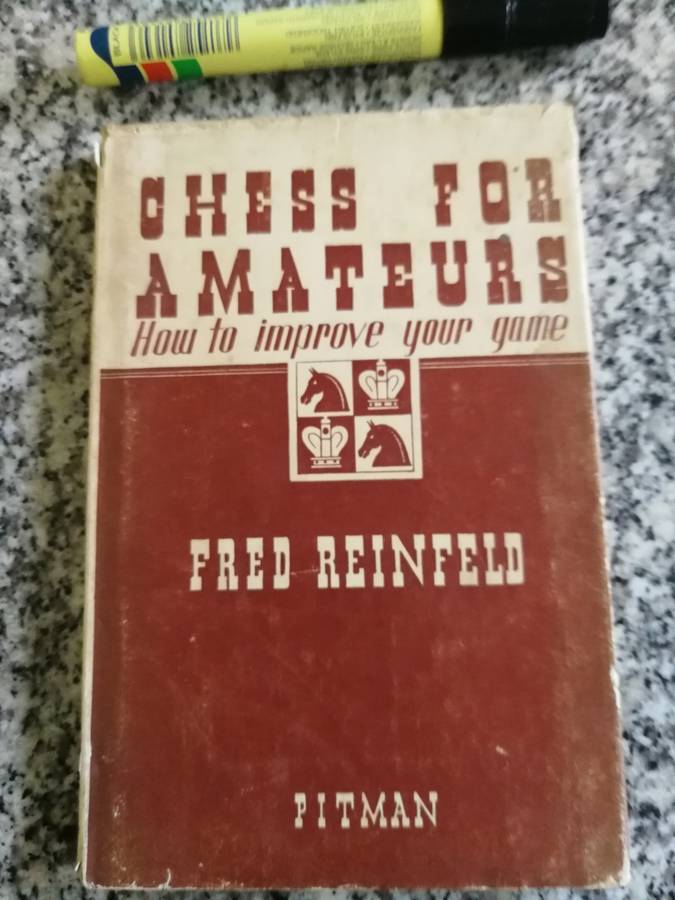 CHESS FOR
AMATEURS
How to improve your game
FRED REINFELD
PITMAN